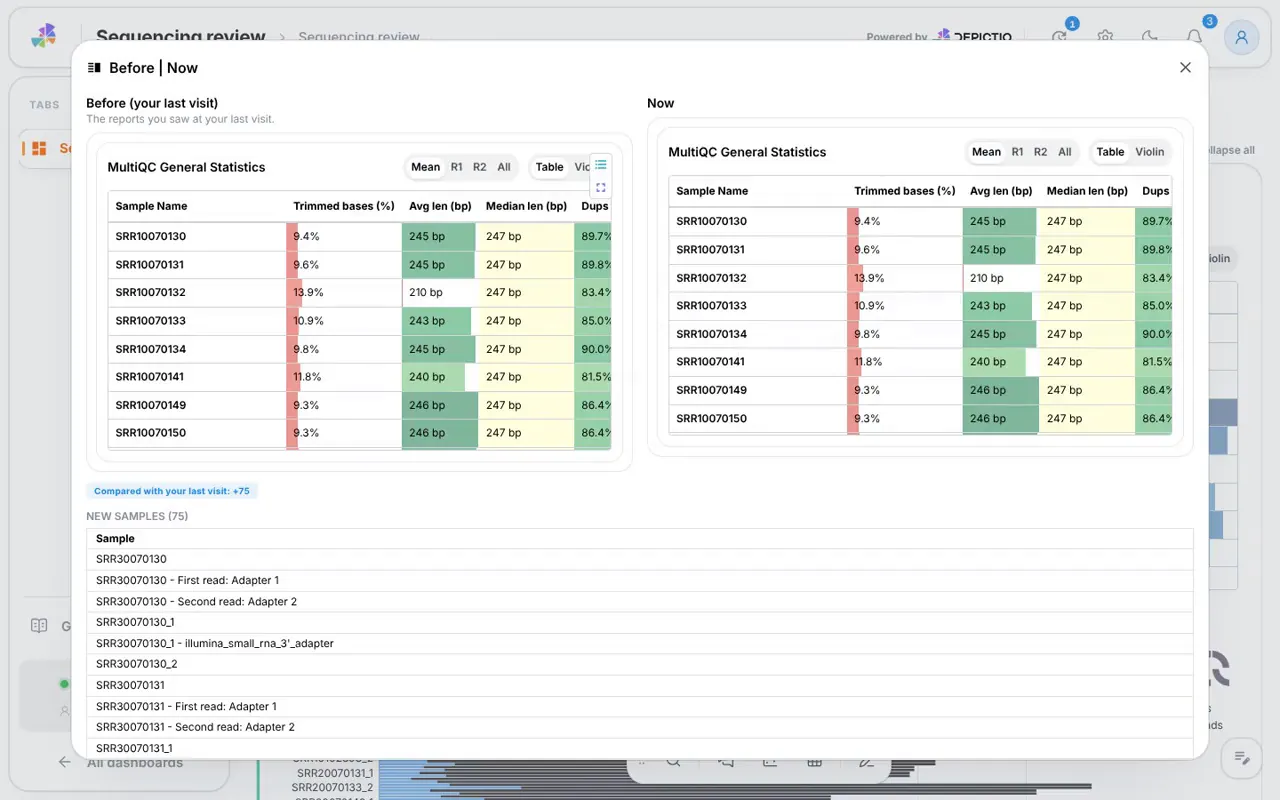 Sequencing review > Sequencing review
Powered by DEPICTIO
1
3
TABS
Before | Now
Before (your last visit)
The reports you saw at your last visit.
MultiQC General Statistics
Mean R1 R2 All
Table
Sample Name Trimmed bases (%) Avg len (bp) Median len (bp) Dups
SRR10070130 9.4% 245 bp 247 bp 89.7%
SRR10070131 9.6% 245 bp 247 bp 89.8%
SRR10070132 13.9% 210 bp 247 bp 83.4%
SRR10070133 10.9% 243 bp 247 bp 85.0%
SRR10070134 9.8% 245 bp 247 bp 90.0%
SRR10070141 11.8% 240 bp 247 bp 81.5%
SRR10070149 9.3% 246 bp 247 bp 86.4%
SRR10070150 9.3% 246 bp 247 bp 86.4%
Now
MultiQC General Statistics
Mean R1 R2 All
Table Violin
Sample Name Trimmed bases (%) Avg len (bp) Median len (bp) Dups
SRR10070130 9.4% 245 bp 247 bp 89.7%
SRR10070131 9.6% 245 bp 247 bp 89.8%
SRR10070132 13.9% 210 bp 247 bp 83.4%
SRR10070133 10.9% 243 bp 247 bp 85.0%
SRR10070134 9.8% 245 bp 247 bp 90.0%
SRR10070141 11.8% 240 bp 247 bp 81.5%
SRR10070149 9.3% 246 bp 247 bp 86.4%
SRR10070150 9.3% 246 bp 247 bp 86.4%
Compared with your last visit: +75
NEW SAMPLES (75)
Sample
SRR30070130
SRR30070130 - First read: Adapter 1
SRR30070130 - Second read: Adapter 2
SRR30070130_1
SRR30070130_1 - illumina_small_rna_3'_adapter
SRR30070130_2
SRR30070131
SRR30070131 - First read: Adapter 1
SRR30070131 - Second read: Adapter 2
SRR30070131_1
All dashboards
SRR20070131_1
SRR20070133_2